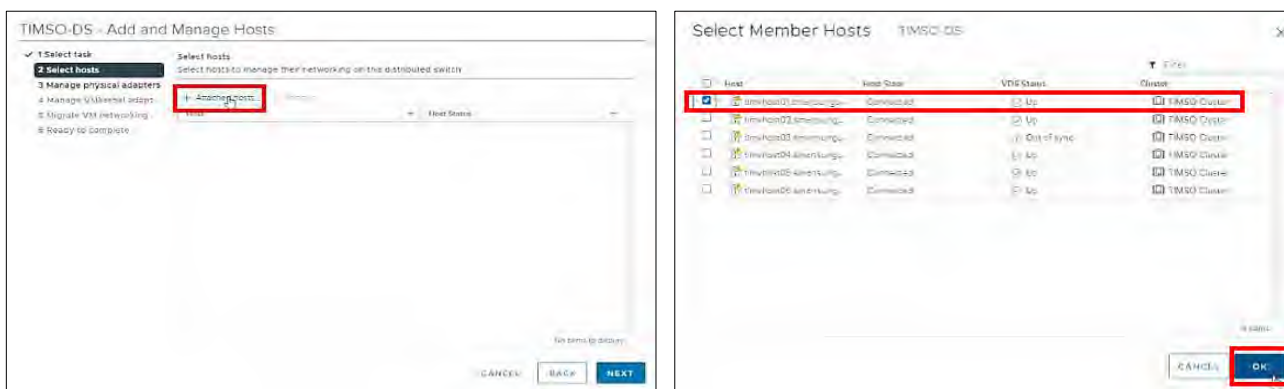 TIMSO-DS - Add and Manage Hosts
1 Select task
2 Select hosts
3 Manage physical adapters
4 Manage VMkernel adapt...
5 Migrate VM networking
6 Ready to complete
Select hosts
Select hosts to manage their networking on this distributed switch
+ Attached hosts...
Host
Host Status
No items to display
CANCEL
BACK
NEXT
Select Member Hosts TIMSO-DS
Filter
Host Host State VDS Status Cluster
Connected Up TIMSO Cluster
Connected Up TIMSO Cluster
Connected Out of sync TIMSO Cluster
Connected Up TIMSO Cluster
Connected Up TIMSO Cluster
Connected Up TIMSO Cluster
items
CANCEL
OK